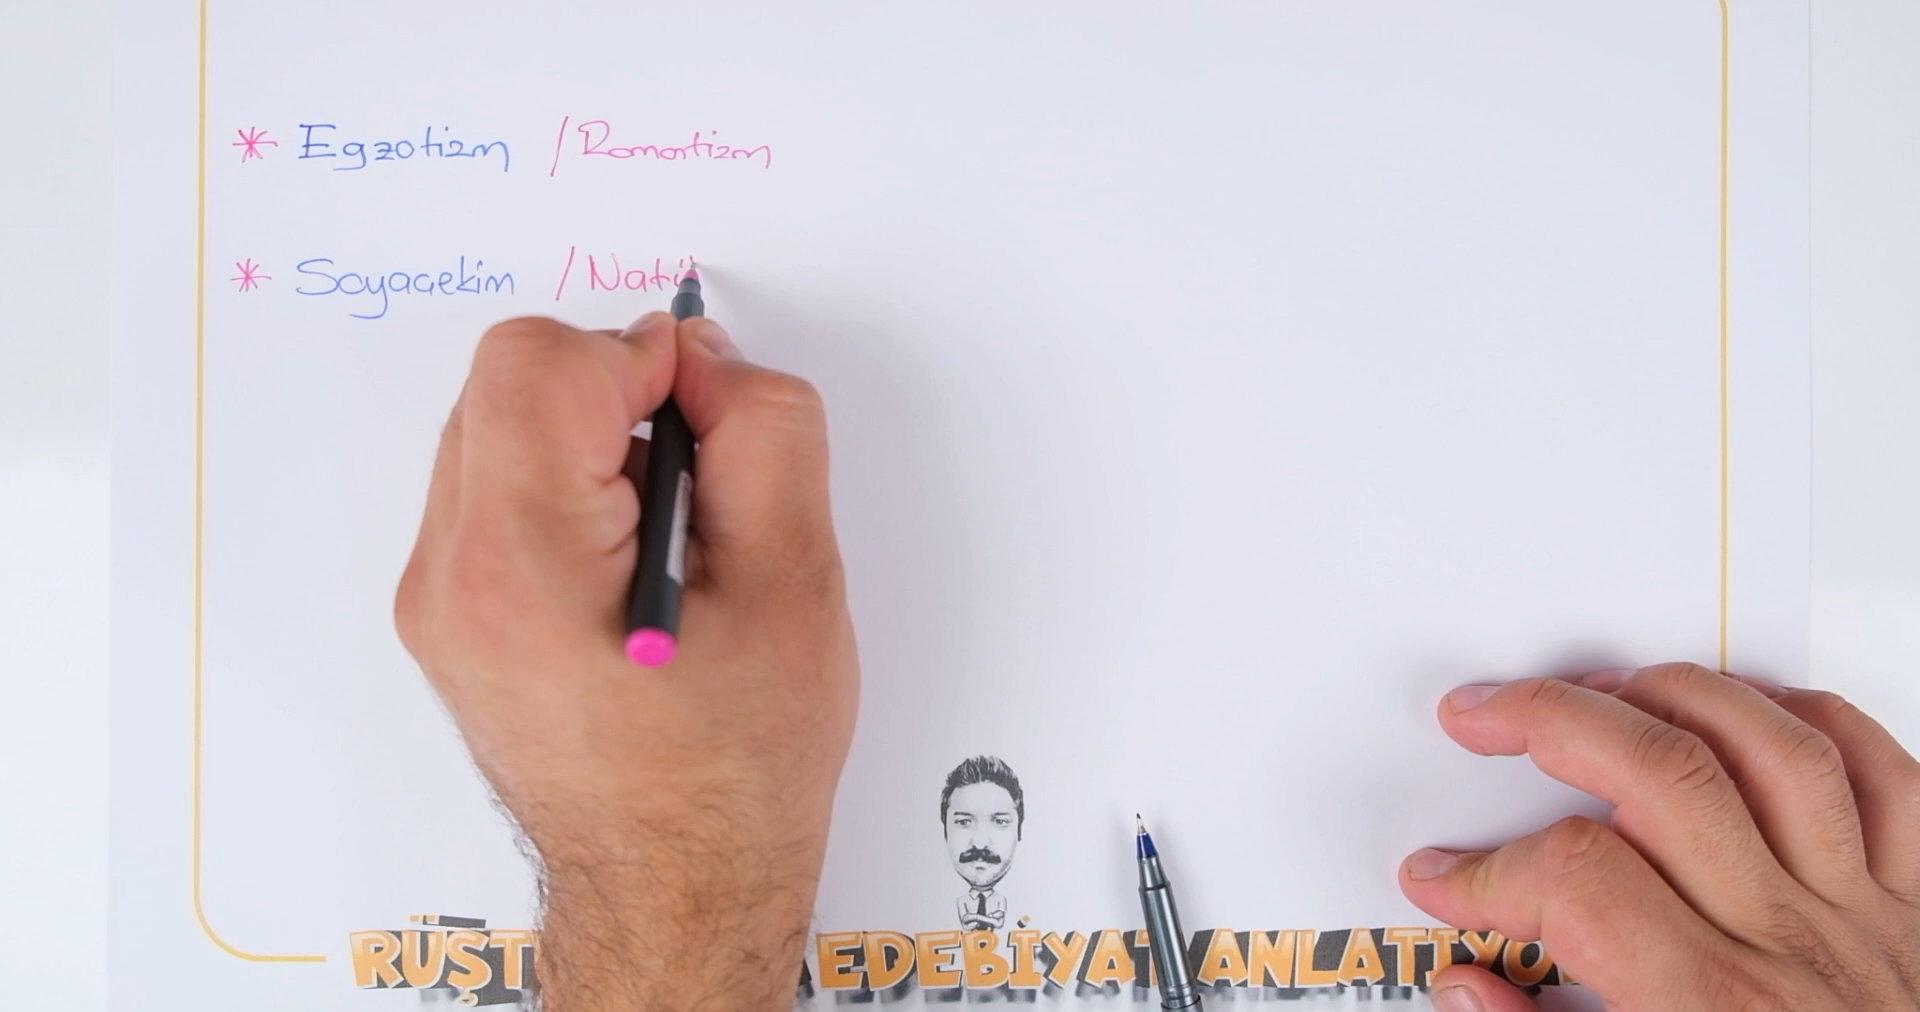 * Egzotizm / Romantizm
* Soyaçekim / Natü
RÜŞT EDEBİYAT ANLATIYO